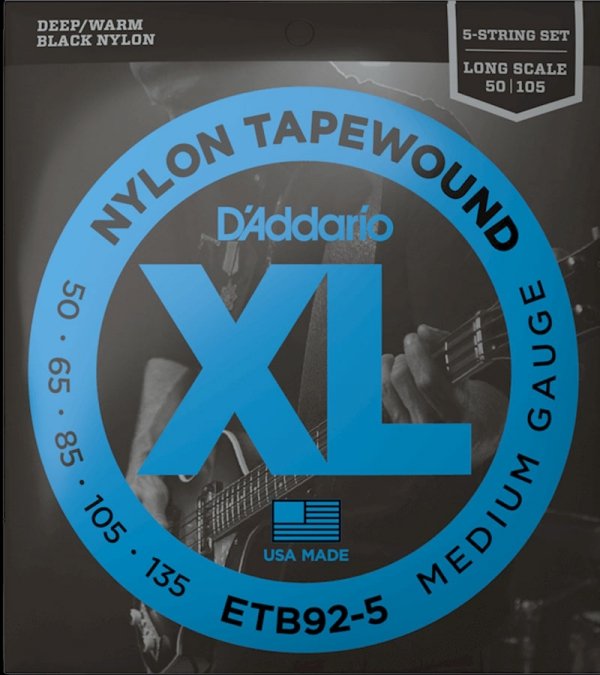 DEEP/WARM
BLACK NYLON
5-STRING SET
LONG SCALE
50|105
NYLON TAPEWOUND
D'Addario
XL
USA MADE
50 · 65 · 85 · 105 · 135
ETB92-5
MEDIUM GAUGE